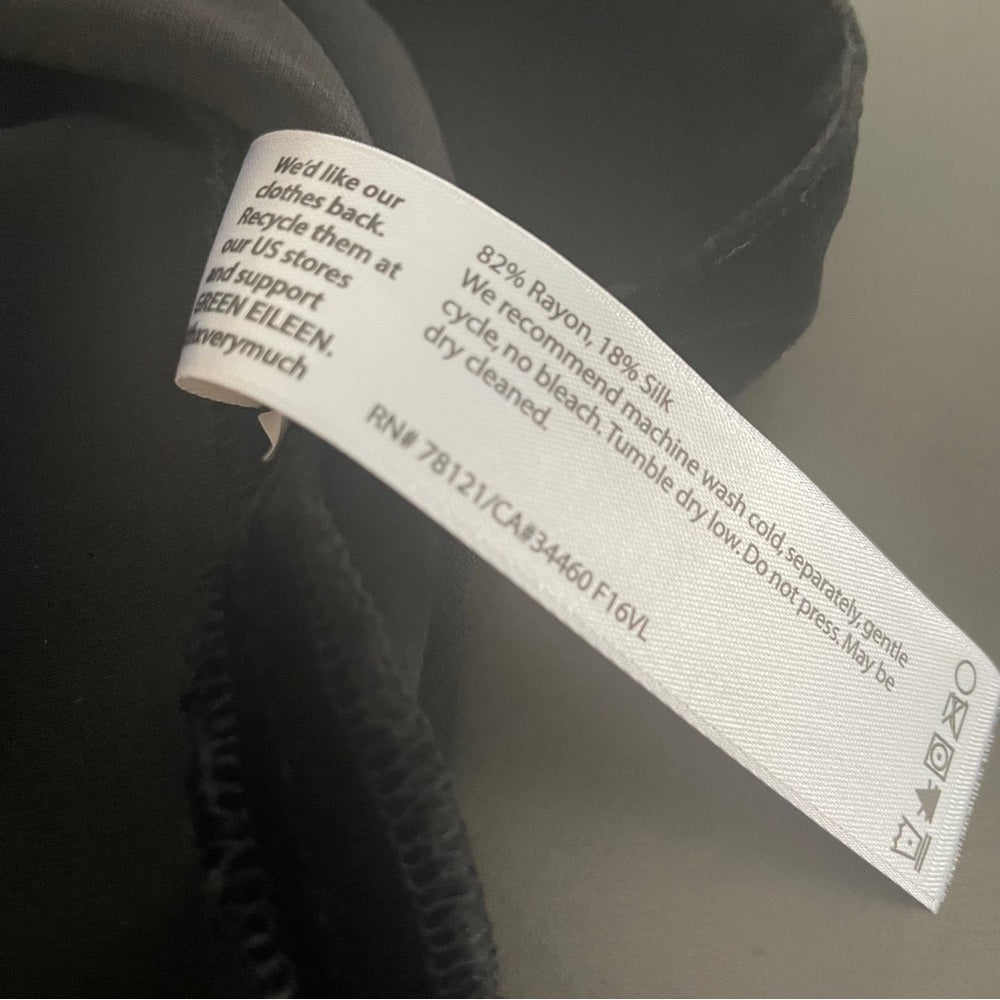 We'd like our
clothes back.
Recycle them at
our US stores
and support
GREEN EILEEN.
82% Rayon, 18% Silk
We recommend machine wash cold, separately, gentle
cycle, no bleach. Tumble dry low. Do not press. May be
dry cleaned.
RN# 78121/CA#34460 F16VL